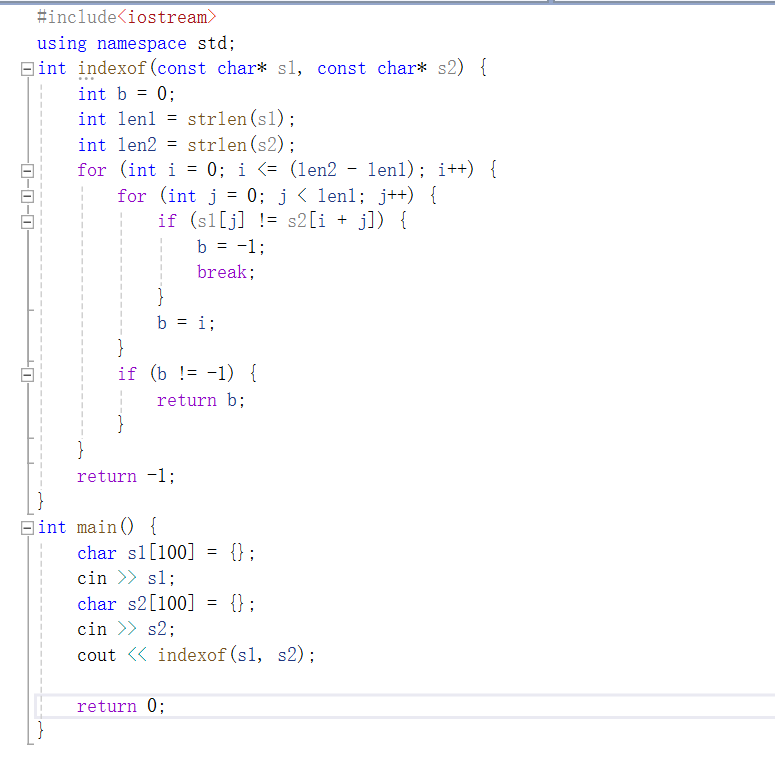 #include<iostream>
using namespace std;
int indexof(const char* s1, const char* s2) {
    int b = 0;
    int len1 = strlen(s1);
    int len2 = strlen(s2);
    for (int i = 0; i <= (len2 - len1); i++) {
        for (int j = 0; j < len1; j++) {
            if (s1[j] != s2[i + j]) {
                b = -1;
                break;
            }
            b = i;
        }
        if (b != -1) {
            return b;
        }
    }
    return -1;
}
int main() {
    char s1[100] = {};
    cin >> s1;
    char s2[100] = {};
    cin >> s2;
    cout << indexof(s1, s2);
    return 0;
}